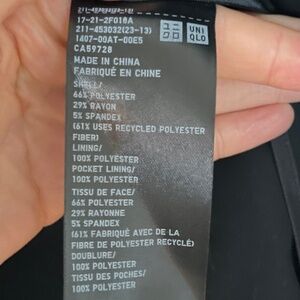 17-21-2F018A
211-453032(23-13)
1407-00AT-00E5
CA59728
UNI
QLO
MADE IN CHINA
FABRIQUÉ EN CHINE
SHELL/
66% POLYESTER
29% RAYON
5% SPANDEX
(61% USES RECYCLED POLYESTER
FIBER)
LINING/
100% POLYESTER
POCKET LINING/
100% POLYESTER
TISSU DE FACE/
66% POLYESTER
29% RAYONNE
5% SPANDEX
(61% FABRIQUÉ AVEC DE LA
FIBRE DE POLYESTER RECYCLÉ)
DOUBLURE/
100% POLYESTER
TISSU DES POCHES/
100% POLYESTER